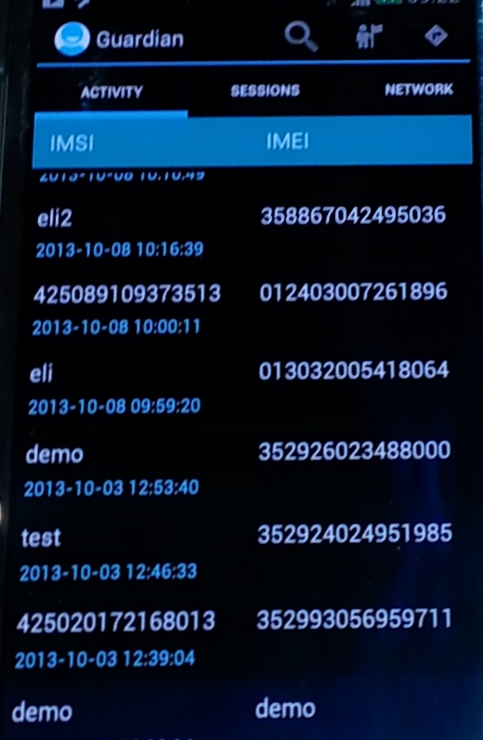 Guardian
ACTIVITY SESSIONS NETWORK
IMSI IMEI
eli2 358867042495036
2013-10-08 10:16:39
425089109373513 012403007261896
2013-10-08 10:00:11
eli 013032005418064
2013-10-08 09:59:20
demo 352926023488000
2013-10-03 12:53:40
test 352924024951985
2013-10-03 12:46:33
425020172168013 352993056959711
2013-10-03 12:39:04
demo demo